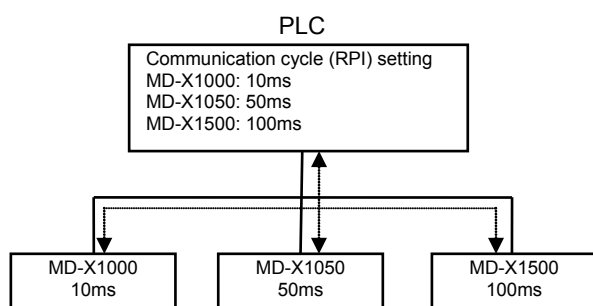 PLC
Communication cycle (RPI) setting
MD-X1000: 10ms
MD-X1050: 50ms
MD-X1500: 100ms
MD-X1000
10ms
MD-X1050
50ms
MD-X1500
100ms